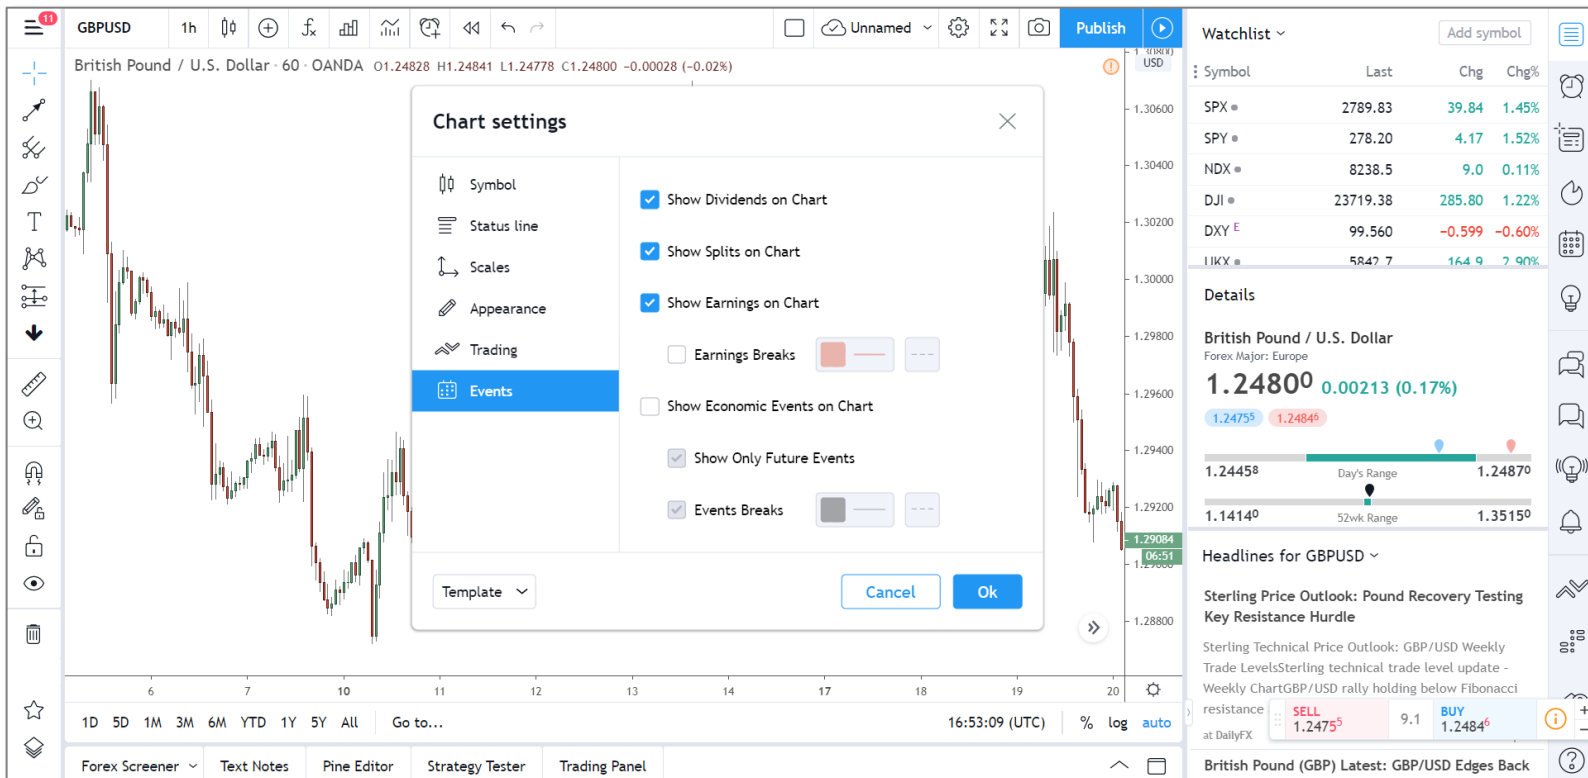 11
GBPUSD
1h
Unnamed
Publish
British Pound / U.S. Dollar · 60 · OANDA O1.24828 H1.24841 L1.24778 C1.24800 −0.00028 (−0.02%)
1.30800
USD
1.30600
1.30400
1.30200
1.30000
1.29800
1.29600
1.29400
1.29200
1.29084
06:51
1.28800
Chart settings
Symbol
Status line
Scales
Appearance
Trading
Events
Show Dividends on Chart
Show Splits on Chart
Show Earnings on Chart
Earnings Breaks
Show Economic Events on Chart
Show Only Future Events
Events Breaks
Template
Cancel
Ok
6 7 10 11 12 13 14 17 18 19 20
1D 5D 1M 3M 6M YTD 1Y 5Y All Go to...
16:53:09 (UTC) % log auto
Forex Screener Text Notes Pine Editor Strategy Tester Trading Panel
Watchlist
Add symbol
Symbol Last Chg Chg%
SPX 2789.83 39.84 1.45%
SPY 278.20 4.17 1.52%
NDX 8238.5 9.0 0.11%
DJI 23719.38 285.80 1.22%
DXY E 99.560 −0.599 −0.60%
UKX 5842.7 164.9 2.90%
Details
British Pound / U.S. Dollar
Forex Major: Europe
1.24800 0.00213 (0.17%)
1.24755 1.24846
1.24458 Day's Range 1.24870
1.14140 52wk Range 1.35150
Headlines for GBPUSD
Sterling Price Outlook: Pound Recovery Testing
Key Resistance Hurdle
Sterling Technical Price Outlook: GBP/USD Weekly
Trade LevelsSterling technical trade level update -
Weekly ChartGBP/USD rally holding below Fibonacci
resistance
at DailyFX
SELL
1.24755
9.1
BUY
1.24846
British Pound (GBP) Latest: GBP/USD Edges Back